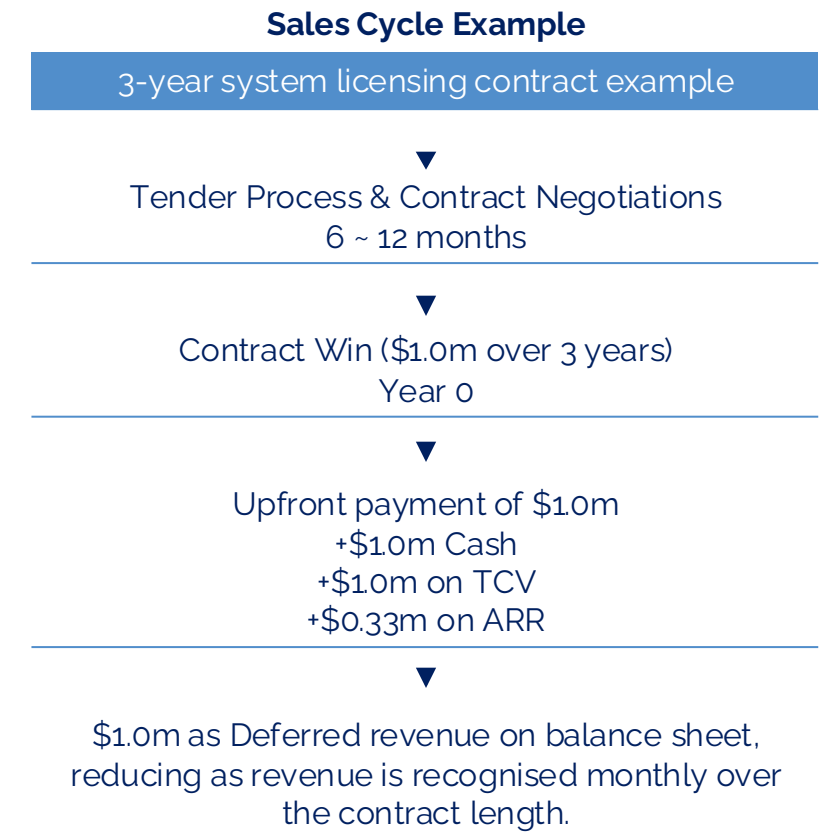 Sales Cycle Example
3-year system licensing contract example
Tender Process & Contract Negotiations
6 ~ 12 months
Contract Win ($1.0m over 3 years)
Year 0
Upfront payment of $1.0m
+$1.0m Cash
+$1.0m on TCV
+$0.33m on ARR
$1.0m as Deferred revenue on balance sheet,
reducing as revenue is recognised monthly over
the contract length.